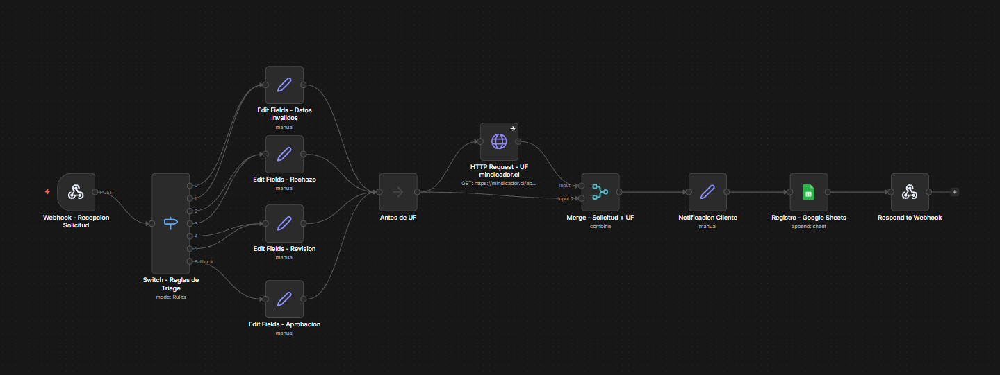 Webhook - Recepcion
Solicitud
POST
0
1
2
3
4
5
Fallback
Switch - Reglas de
Triage
mode: Rules
Edit Fields - Datos
Invalidos
manual
Edit Fields - Rechazo
manual
Edit Fields - Revision
manual
Edit Fields - Aprobacion
manual
Antes de UF
HTTP Request - UF
mindicador.cl
GET: https://mindicador.cl/ap...
Input 1
Input 2
Merge - Solicitud + UF
combine
Notificacion Cliente
manual
Registro - Google Sheets
append: sheet
Respond to Webhook